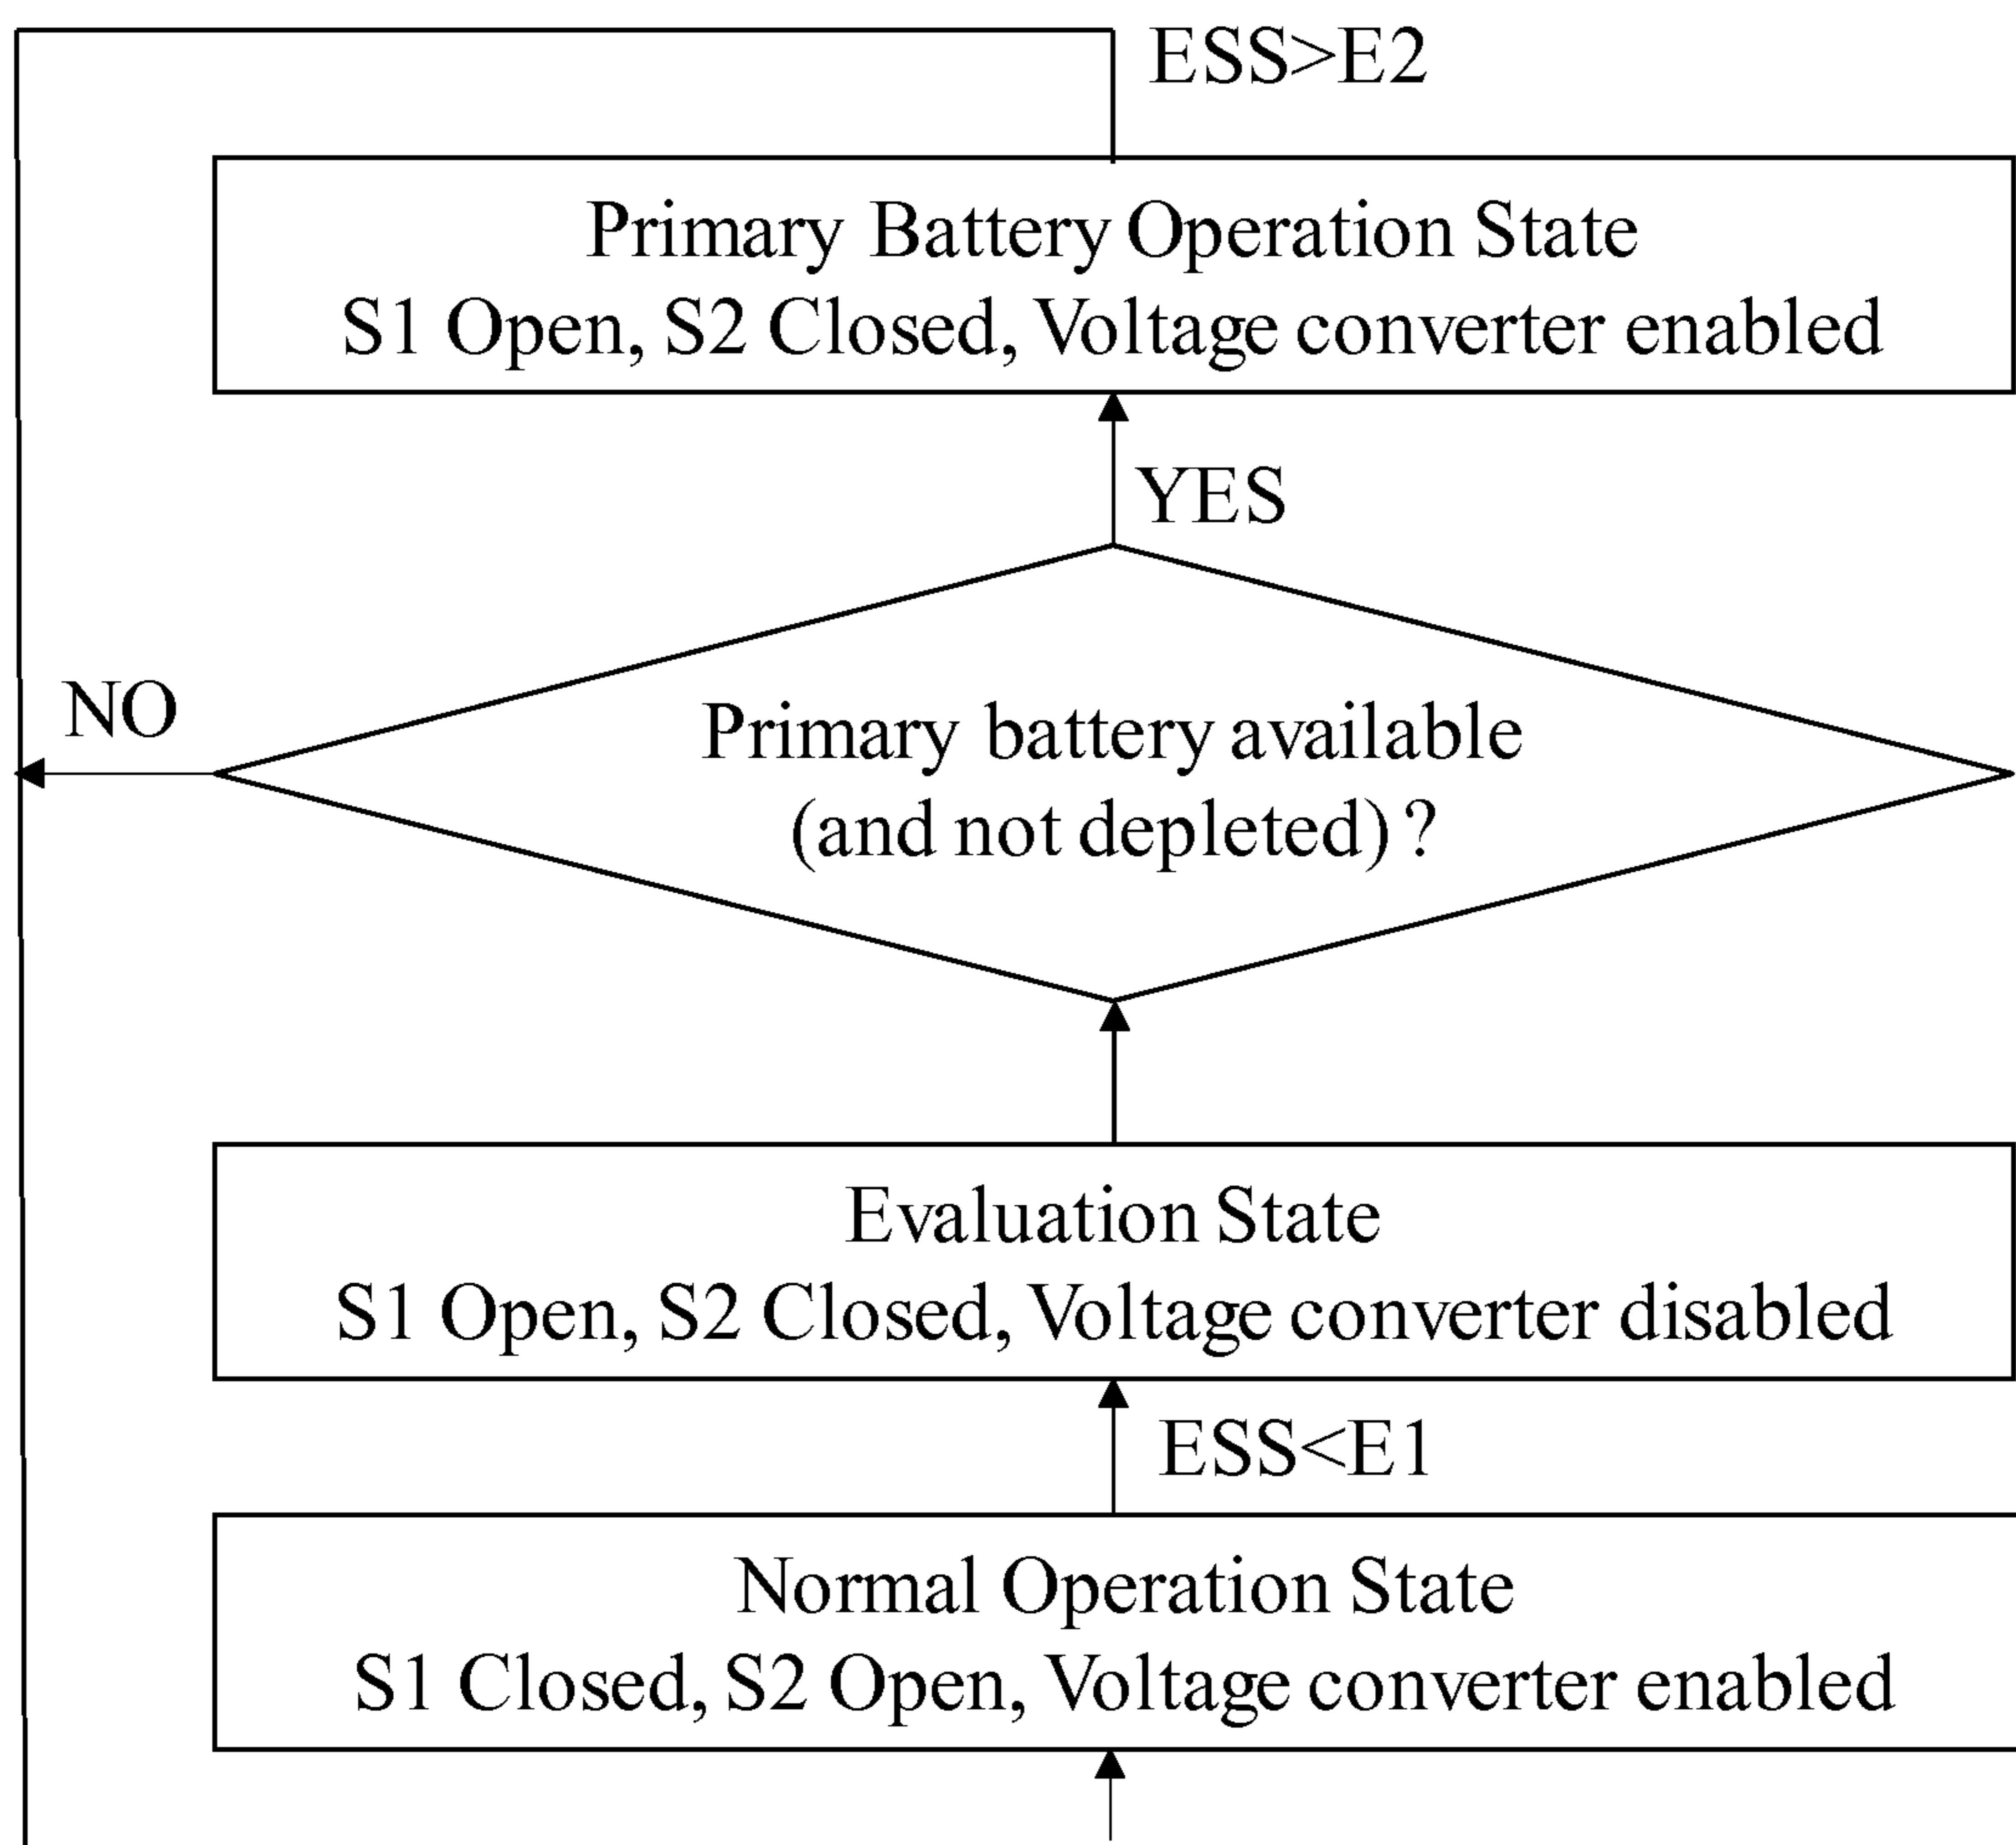 ESS>E2
Primary Battery Operation State
S1 Open, S2 Closed, Voltage converter enabled
YES
NO
Primary battery available
(and not depleted) ?
Evaluation State
S1 Open, S2 Closed, Voltage converter disabled
ESS<E1
Normal Operation State
S1 Closed, S2 Open, Voltage converter enabled